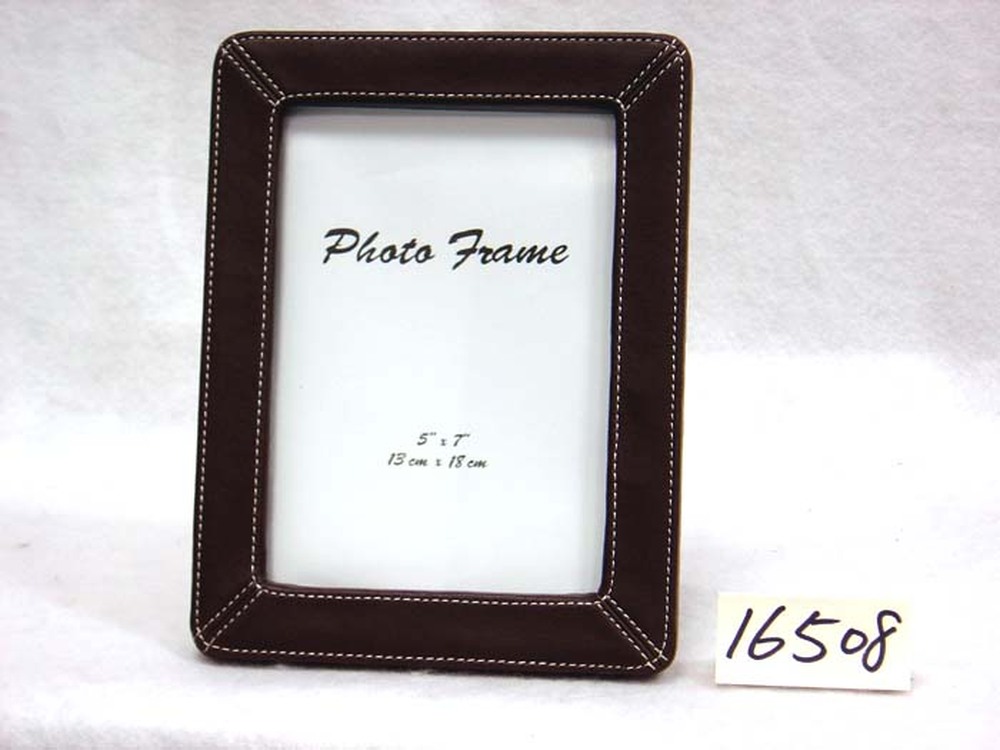 Photo Frame
5" x 7"
13 cm x 18 cm
16508